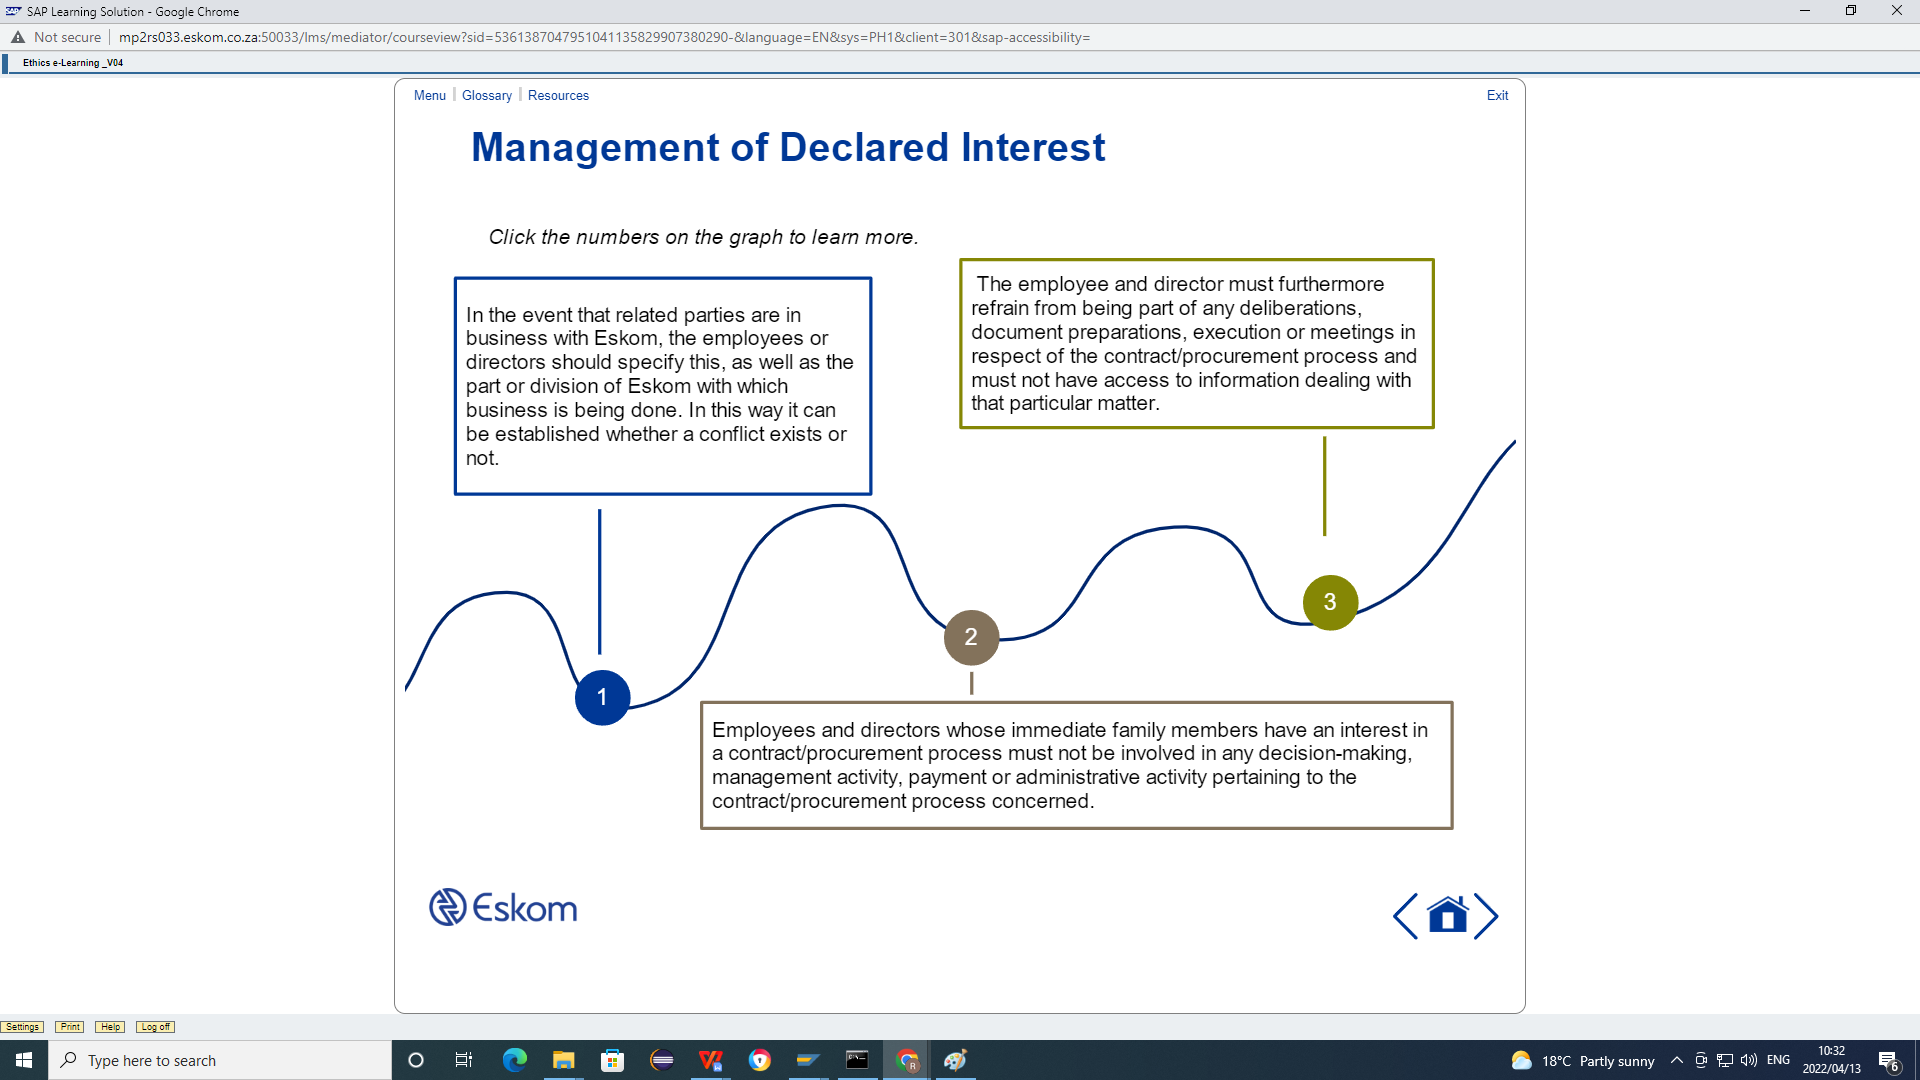 SAP Learning Solution - Google Chrome
Not secure mp2rs033.eskom.co.za:50033/lms/mediator/courseview?sid=5361387047951041135829907380290-&language=EN&sys=PH1&client=301&sap-accessibility=
Ethics e-Learning _V04
Menu Glossary Resources Exit
Management of Declared Interest
Click the numbers on the graph to learn more.
In the event that related parties are in
business with Eskom, the employees or
directors should specify this, as well as the
part or division of Eskom with which
business is being done. In this way it can
be established whether a conflict exists or
not.
The employee and director must furthermore
refrain from being part of any deliberations,
document preparations, execution or meetings in
respect of the contract/procurement process and
must not have access to information dealing with
that particular matter.
1
2
3
Employees and directors whose immediate family members have an interest in
a contract/procurement process must not be involved in any decision-making,
management activity, payment or administrative activity pertaining to the
contract/procurement process concerned.
Eskom
Settings Print Help Log off
Type here to search
18°C Partly sunny
ENG
10:32
2022/04/13
6